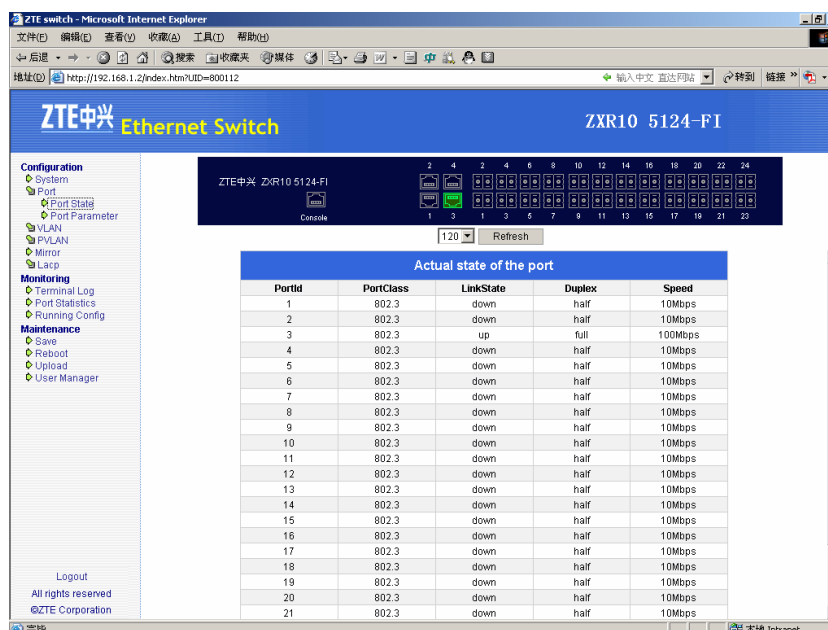 ZTE switch - Microsoft Internet Explorer
文件(F) 编辑(E) 查看(V) 收藏(A) 工具(T) 帮助(H)
后退 搜索 收藏夹 媒体
地址(D) http://192.168.1.2/index.htm?UID=800112 输入中文 直达网站 转到 链接 »
ZTE中兴 Ethernet Switch ZXR10 5124-FI
Configuration
System
Port
Port State
Port Parameter
VLAN
PVLAN
Mirror
Lacp
Monitoring
Terminal Log
Port Statistics
Running Config
Maintenance
Save
Reboot
Upload
User Manager
Logout
All rights reserved
©ZTE Corporation
2 4 2 4 6 8 10 12 14 16 18 20 22 24
ZTE中兴 ZXR10 5124-FI
Console 1 3 1 3 5 7 9 11 13 15 17 19 21 23
120 Refresh
Actual state of the port
PortId PortClass LinkState Duplex Speed
1 802.3 down half 10Mbps
2 802.3 down half 10Mbps
3 802.3 up full 100Mbps
4 802.3 down half 10Mbps
5 802.3 down half 10Mbps
6 802.3 down half 10Mbps
7 802.3 down half 10Mbps
8 802.3 down half 10Mbps
9 802.3 down half 10Mbps
10 802.3 down half 10Mbps
11 802.3 down half 10Mbps
12 802.3 down half 10Mbps
13 802.3 down half 10Mbps
14 802.3 down half 10Mbps
15 802.3 down half 10Mbps
16 802.3 down half 10Mbps
17 802.3 down half 10Mbps
18 802.3 down half 10Mbps
19 802.3 down half 10Mbps
20 802.3 down half 10Mbps
21 802.3 down half 10Mbps
完毕 本地 Intranet